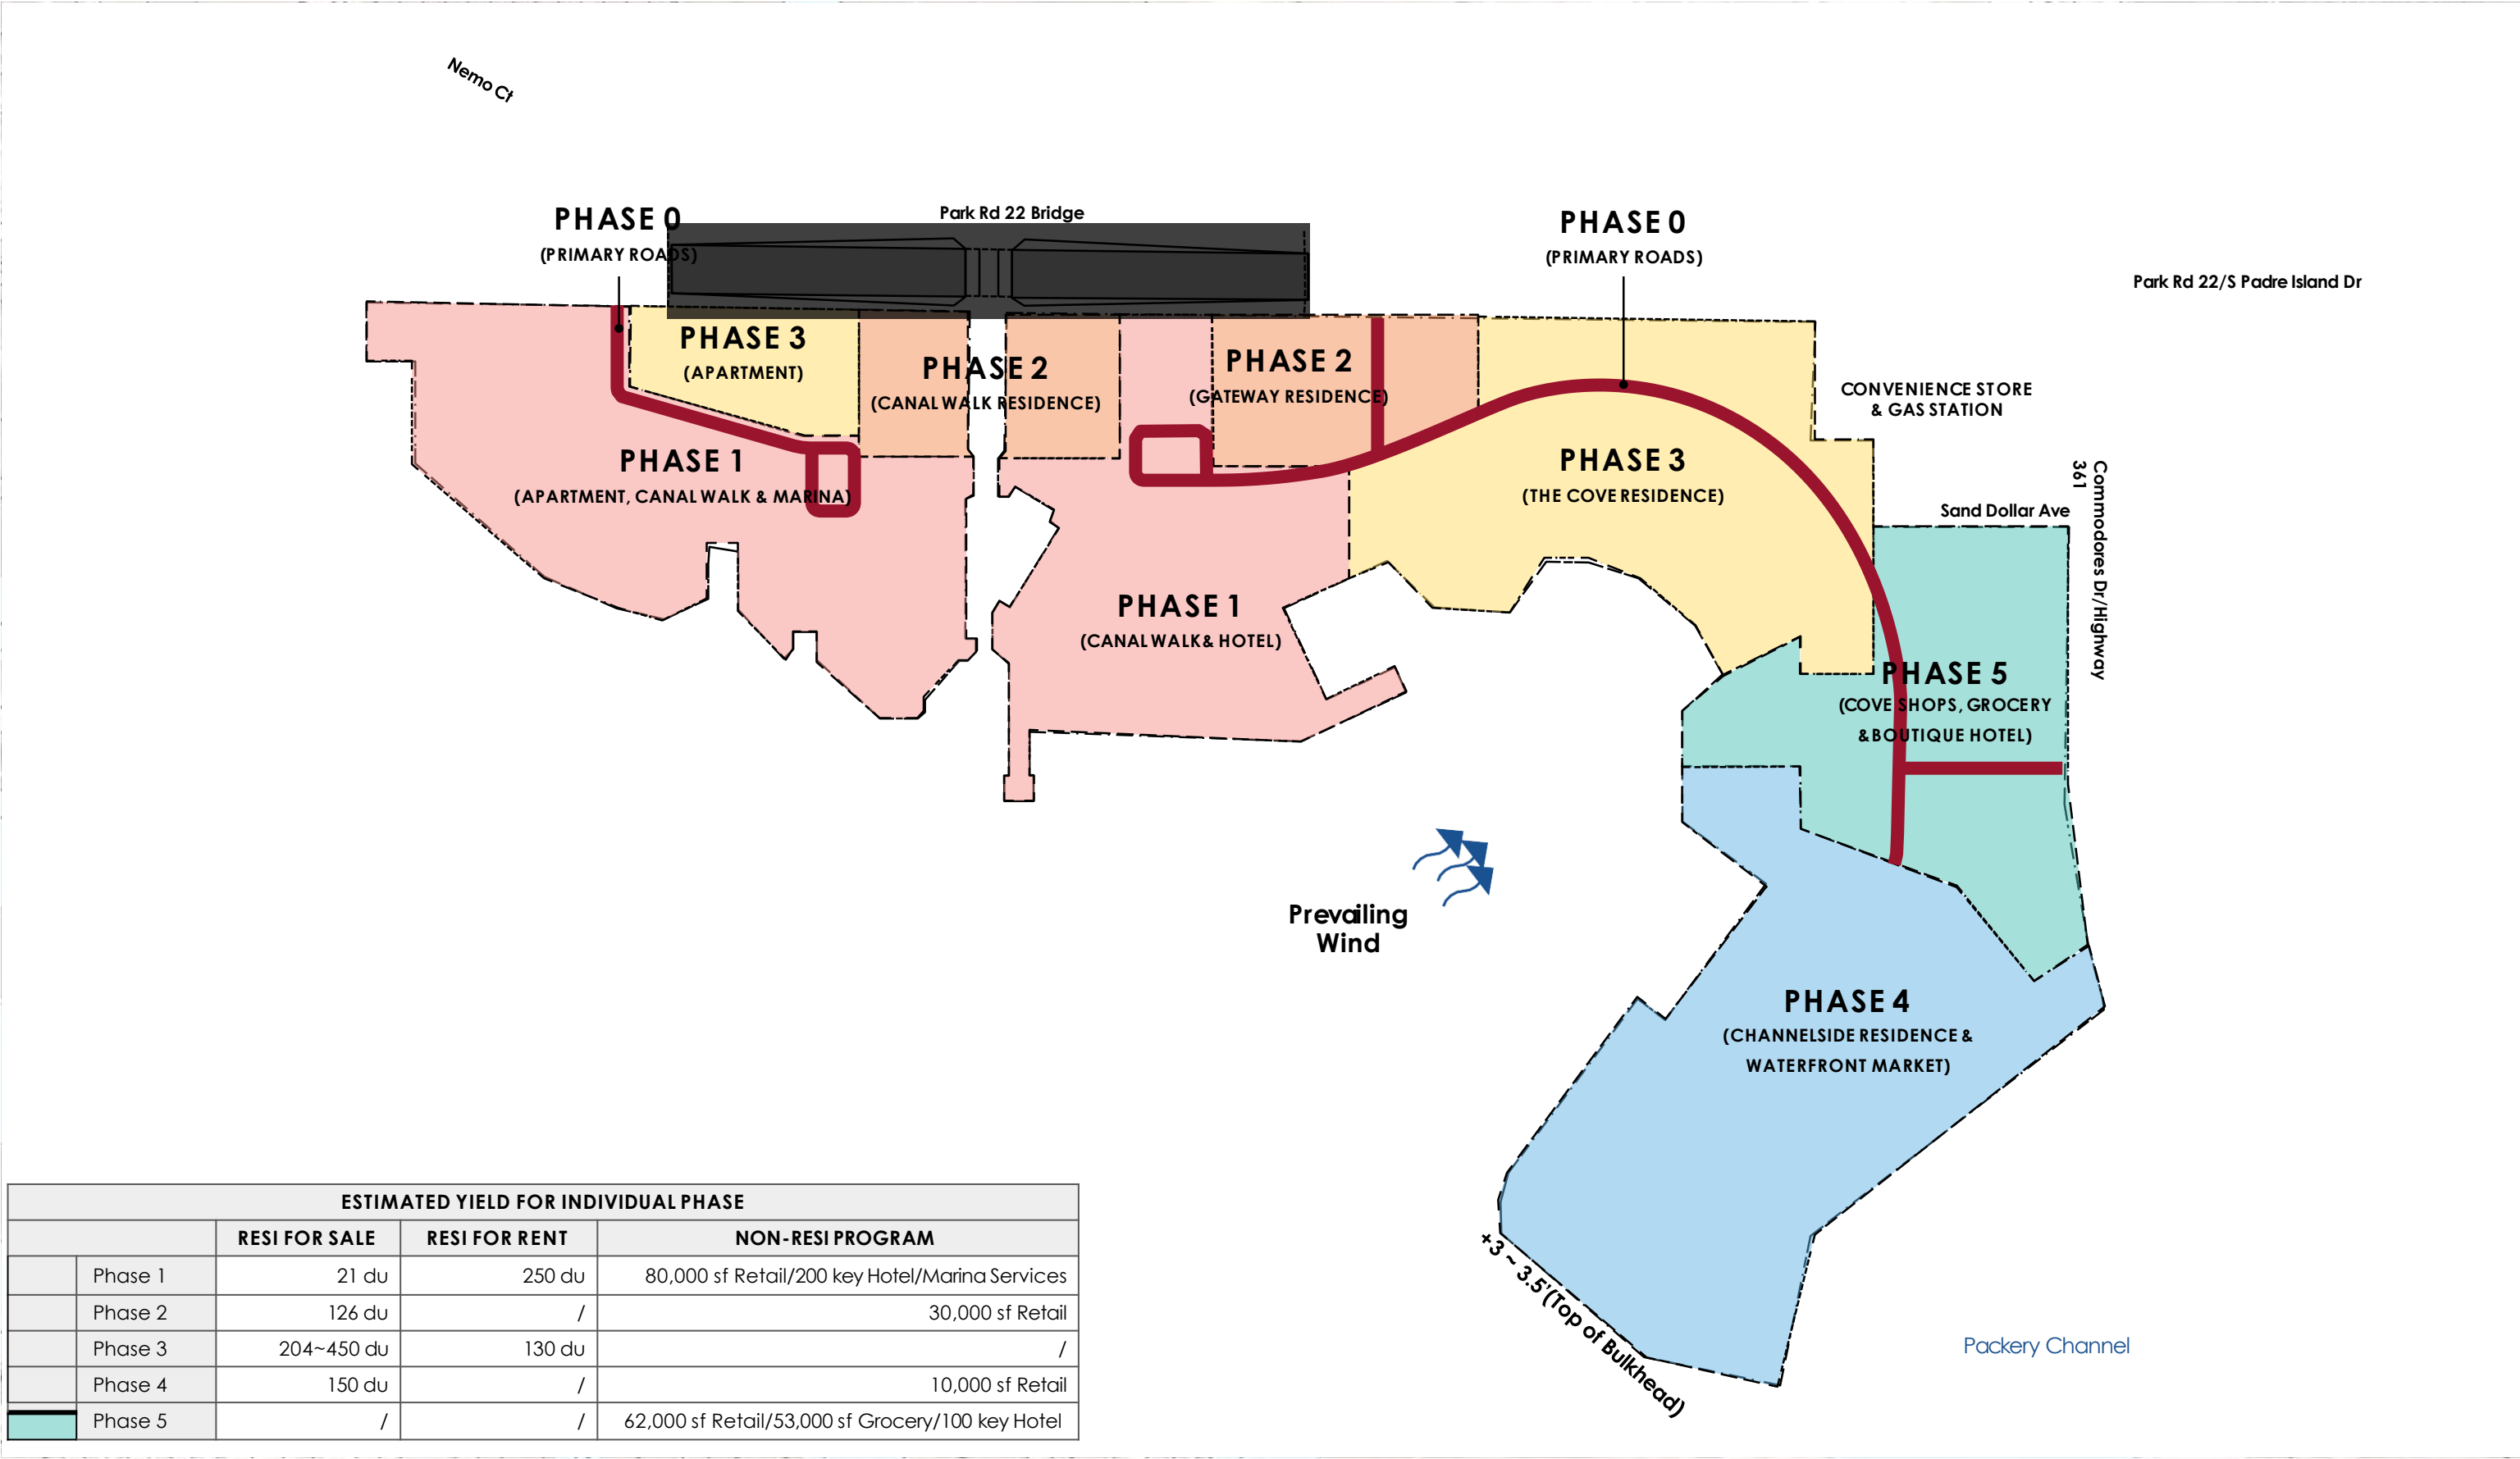 Nemo Ct
PHASE 0
(PRIMARY ROADS)
Park Rd 22 Bridge
PHASE 0
(PRIMARY ROADS)
Park Rd 22/S Padre Island Dr
PHASE 3
(APARTMENT)
PHASE 2
(CANAL WALK RESIDENCE)
PHASE 2
(GATEWAY RESIDENCE)
CONVENIENCE STORE
& GAS STATION
PHASE 1
(APARTMENT, CANAL WALK & MARINA)
PHASE 3
(THE COVE RESIDENCE)
Commodores Dr/Highway
361
Sand Dollar Ave
PHASE 1
(CANAL WALK & HOTEL)
PHASE 5
(COVE SHOPS, GROCERY
& BOUTIQUE HOTEL)
Prevailing
Wind
PHASE 4
(CHANNELSIDE RESIDENCE &
WATERFRONT MARKET)
+3 ~ 3.5'(Top of Bulkhead)
Packery Channel
ESTIMATED YIELD FOR INDIVIDUAL PHASE
RESI FOR SALE RESI FOR RENT NON-RESI PROGRAM
Phase 1 21 du 250 du 80,000 sf Retail/200 key Hotel/Marina Services
Phase 2 126 du / 30,000 sf Retail
Phase 3 204~450 du 130 du /
Phase 4 150 du / 10,000 sf Retail
Phase 5 / / 62,000 sf Retail/53,000 sf Grocery/100 key Hotel